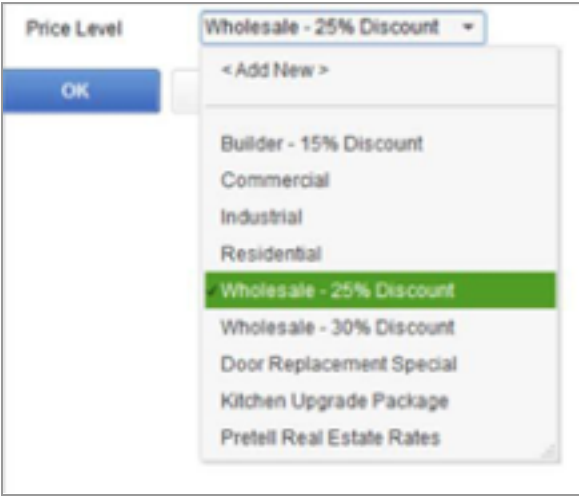 Price Level
Wholesale - 25% Discount
< Add New >
OK
Builder - 15% Discount
Commercial
Industrial
Residential
✓ Wholesale - 25% Discount
Wholesale - 30% Discount
Door Replacement Special
Kitchen Upgrade Package
Pretell Real Estate Rates